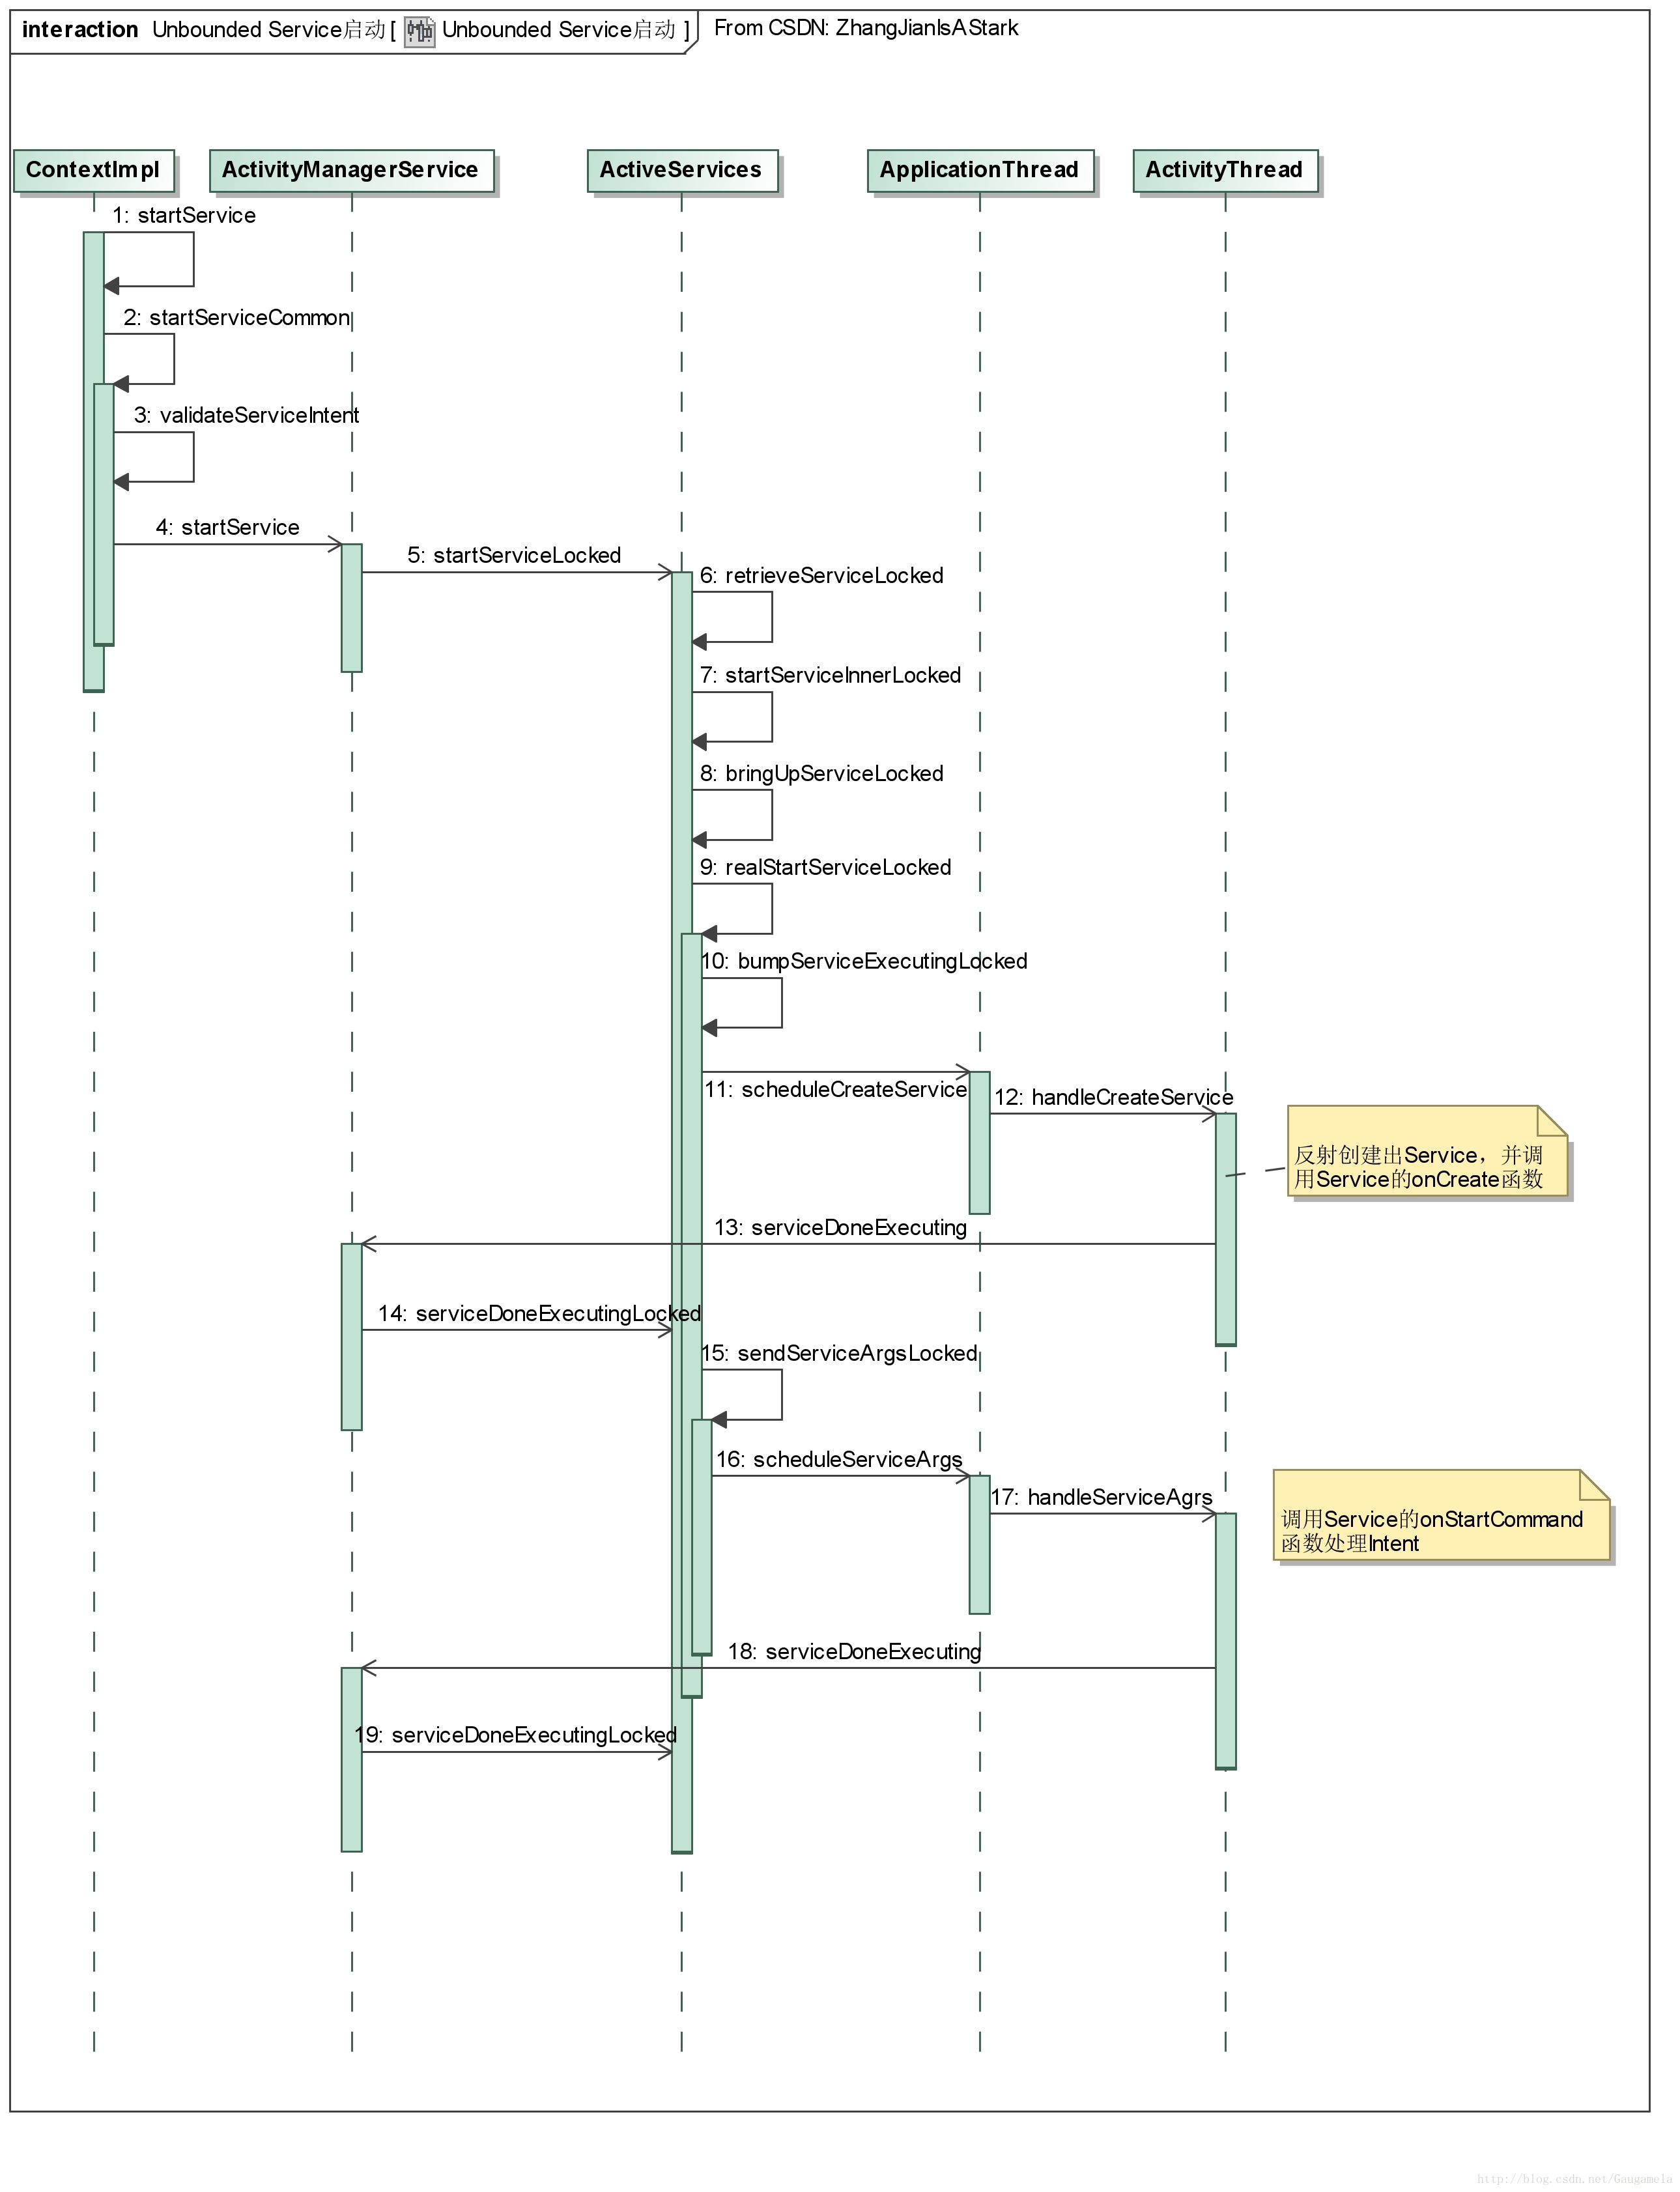 interaction Unbounded Service启动 [ Unbounded Service启动 ] From CSDN: ZhangJianIsAStark
ContextImpl ActivityManagerService ActiveServices ApplicationThread ActivityThread
1: startService
2: startServiceCommon
3: validateServiceIntent
4: startService
5: startServiceLocked
6: retrieveServiceLocked
7: startServiceInnerLocked
8: bringUpServiceLocked
9: realStartServiceLocked
10: bumpServiceExecutingLocked
11: scheduleCreateService
12: handleCreateService
反射创建出Service，并调
用Service的onCreate函数
13: serviceDoneExecuting
14: serviceDoneExecutingLocked
15: sendServiceArgsLocked
16: scheduleServiceArgs
17: handleServiceAgrs
调用Service的onStartCommand
函数处理Intent
18: serviceDoneExecuting
19: serviceDoneExecutingLocked
http://blog.csdn.net/Gaugamela